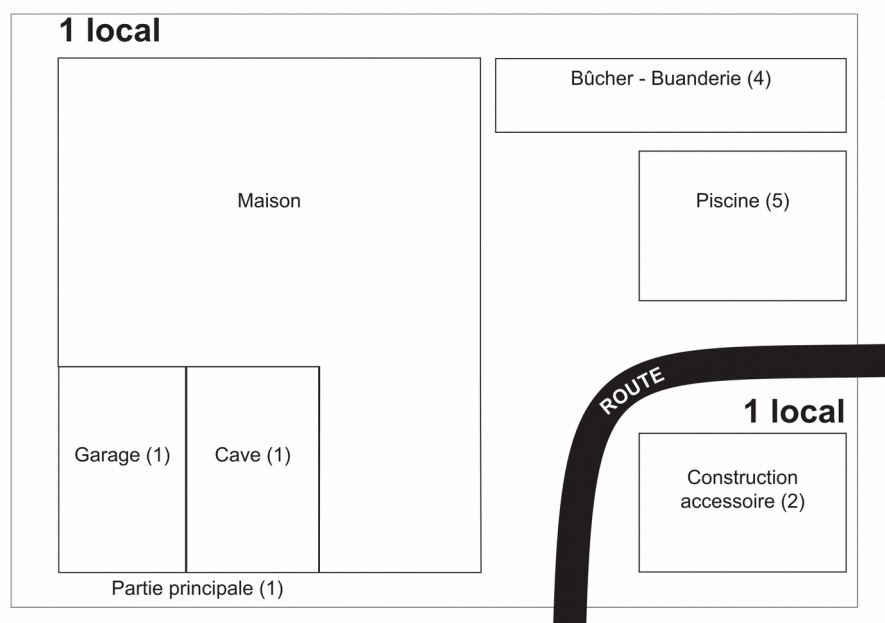 1 local
Bûcher - Buanderie (4)
Maison
Piscine (5)
ROUTE
1 local
Garage (1)
Cave (1)
Construction
accessoire (2)
Partie principale (1)